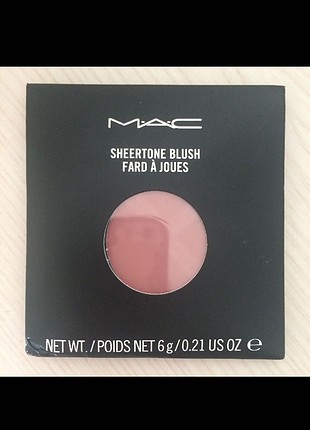 M·A·C
SHEERTONE BLUSH
FARD À JOUES
NET WT./POIDS NET 6 g/0.21 US OZ ℮